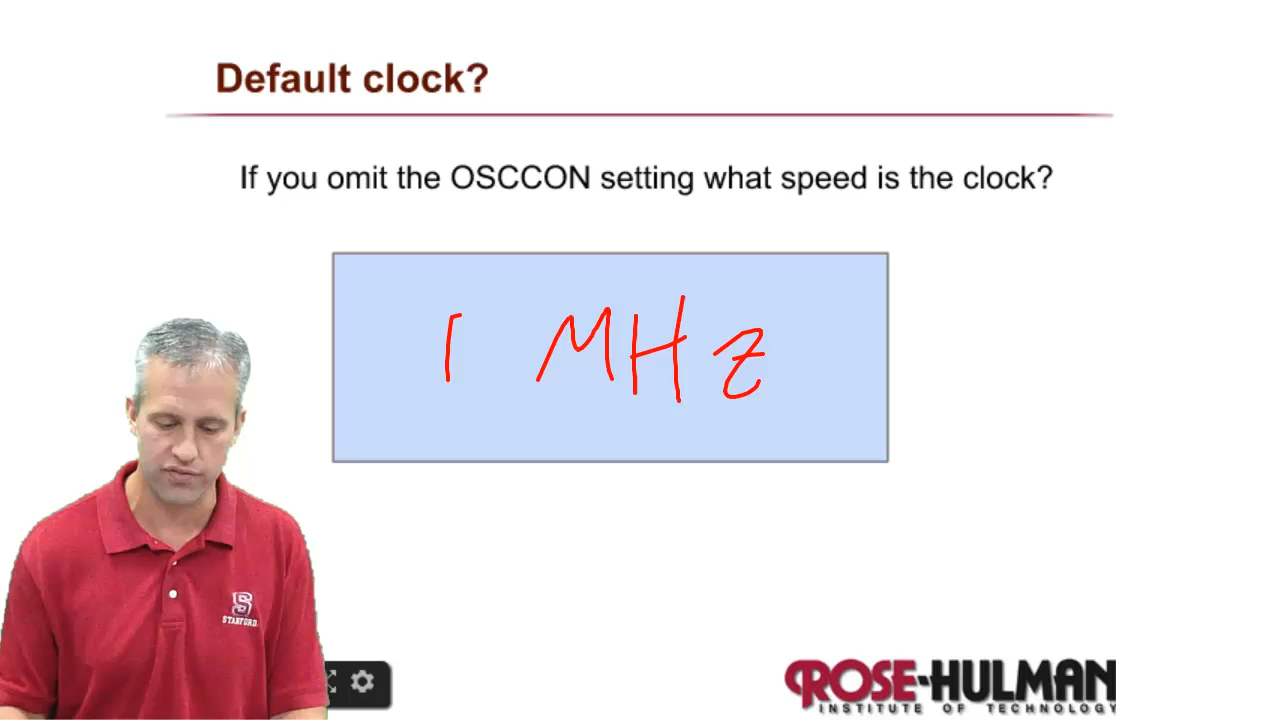 Default clock?
If you omit the OSCCON setting what speed is the clock?
1 MHz
S
STANFORD
ROSE-HULMAN
INSTITUTE OF TECHNOLOGY